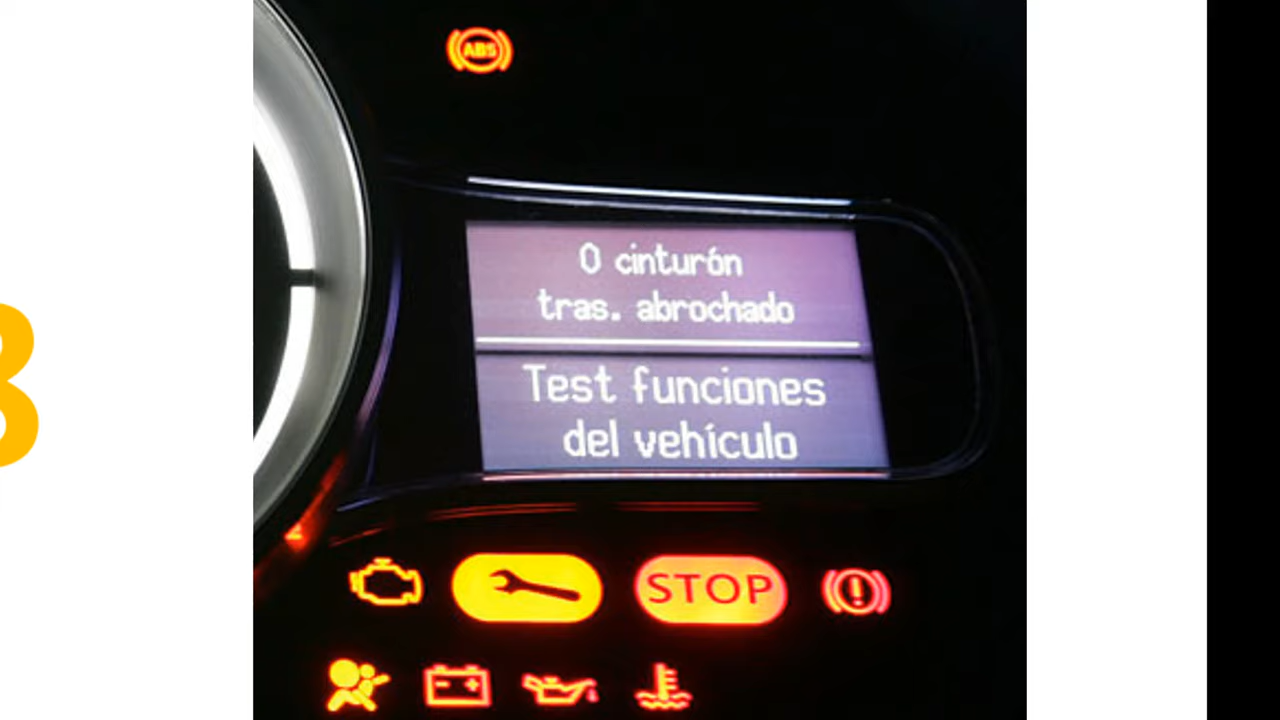 ABS
0 cinturón
tras. abrochado
Test funciones
del vehículo
STOP